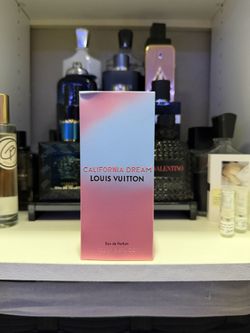 CALIFORNIA DREAM
LOUIS VUITTON
Eau de Parfum
VALENTINO